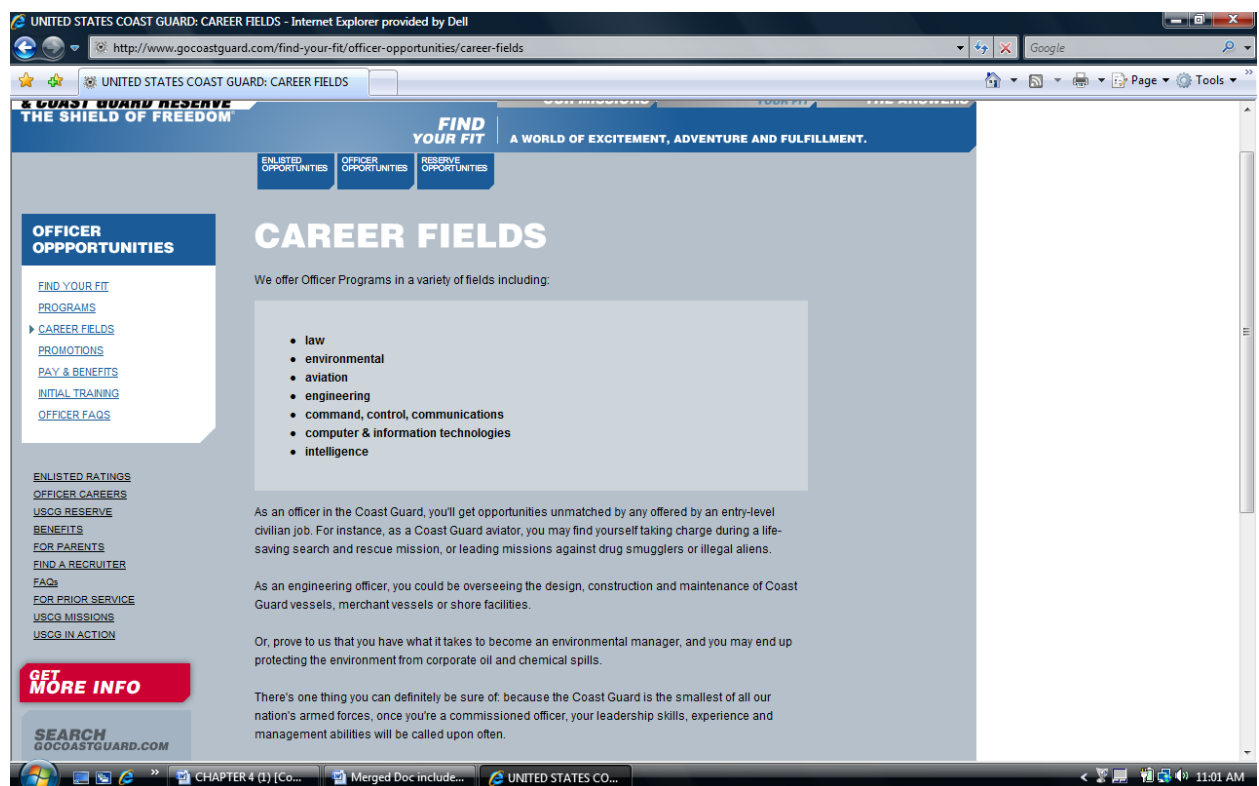 UNITED STATES COAST GUARD: CAREER FIELDS - Internet Explorer provided by Dell
http://www.gocoastguard.com/find-your-fit/officer-opportunities/career-fields
Google
UNITED STATES COAST GUARD: CAREER FIELDS
Page
Tools
& COAST GUARD RESERVE
OUR MISSIONS
YOUR FIT
THE ANSWERS
THE SHIELD OF FREEDOM
FIND
YOUR FIT
A WORLD OF EXCITEMENT, ADVENTURE AND FULFILLMENT.
ENLISTED
OPPORTUNITIES
OFFICER
OPPORTUNITIES
RESERVE
OPPORTUNITIES
OFFICER
OPPPORTUNITIES
FIND YOUR FIT
PROGRAMS
CAREER FIELDS
PROMOTIONS
PAY & BENEFITS
INITIAL TRAINING
OFFICER FAQS
ENLISTED RATINGS
OFFICER CAREERS
USCG RESERVE
BENEFITS
FOR PARENTS
FIND A RECRUITER
FAQs
FOR PRIOR SERVICE
USCG MISSIONS
USCG IN ACTION
GET
MORE INFO
SEARCH
GOCOASTGUARD.COM
CAREER FIELDS
We offer Officer Programs in a variety of fields including:
• law
• environmental
• aviation
• engineering
• command, control, communications
• computer & information technologies
• intelligence
As an officer in the Coast Guard, you'll get opportunities unmatched by any offered by an entry-level
civilian job. For instance, as a Coast Guard aviator, you may find yourself taking charge during a life-
saving search and rescue mission, or leading missions against drug smugglers or illegal aliens.
As an engineering officer, you could be overseeing the design, construction and maintenance of Coast
Guard vessels, merchant vessels or shore facilities.
Or, prove to us that you have what it takes to become an environmental manager, and you may end up
protecting the environment from corporate oil and chemical spills.
There's one thing you can definitely be sure of: because the Coast Guard is the smallest of all our
nation's armed forces, once you're a commissioned officer, your leadership skills, experience and
management abilities will be called upon often.
CHAPTER 4 (1) [Co...
Merged Doc include...
UNITED STATES CO...
11:01 AM